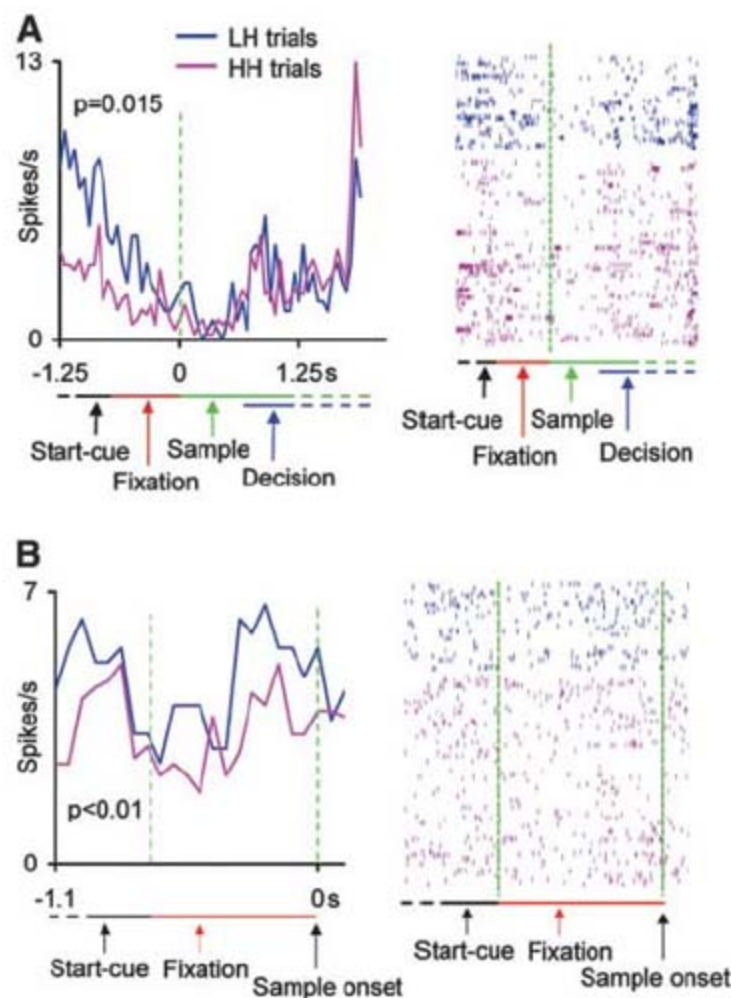 A
LH trials
HH trials
13
p=0.015
Spikes/s
0
-1.25 0 1.25s
Start-cue
Fixation
Sample
Decision
Start-cue
Fixation
Sample
Decision
B
7
Spikes/s
p<0.01
0
-1.1 0s
Start-cue
Fixation
Sample onset
Start-cue
Fixation
Sample onset